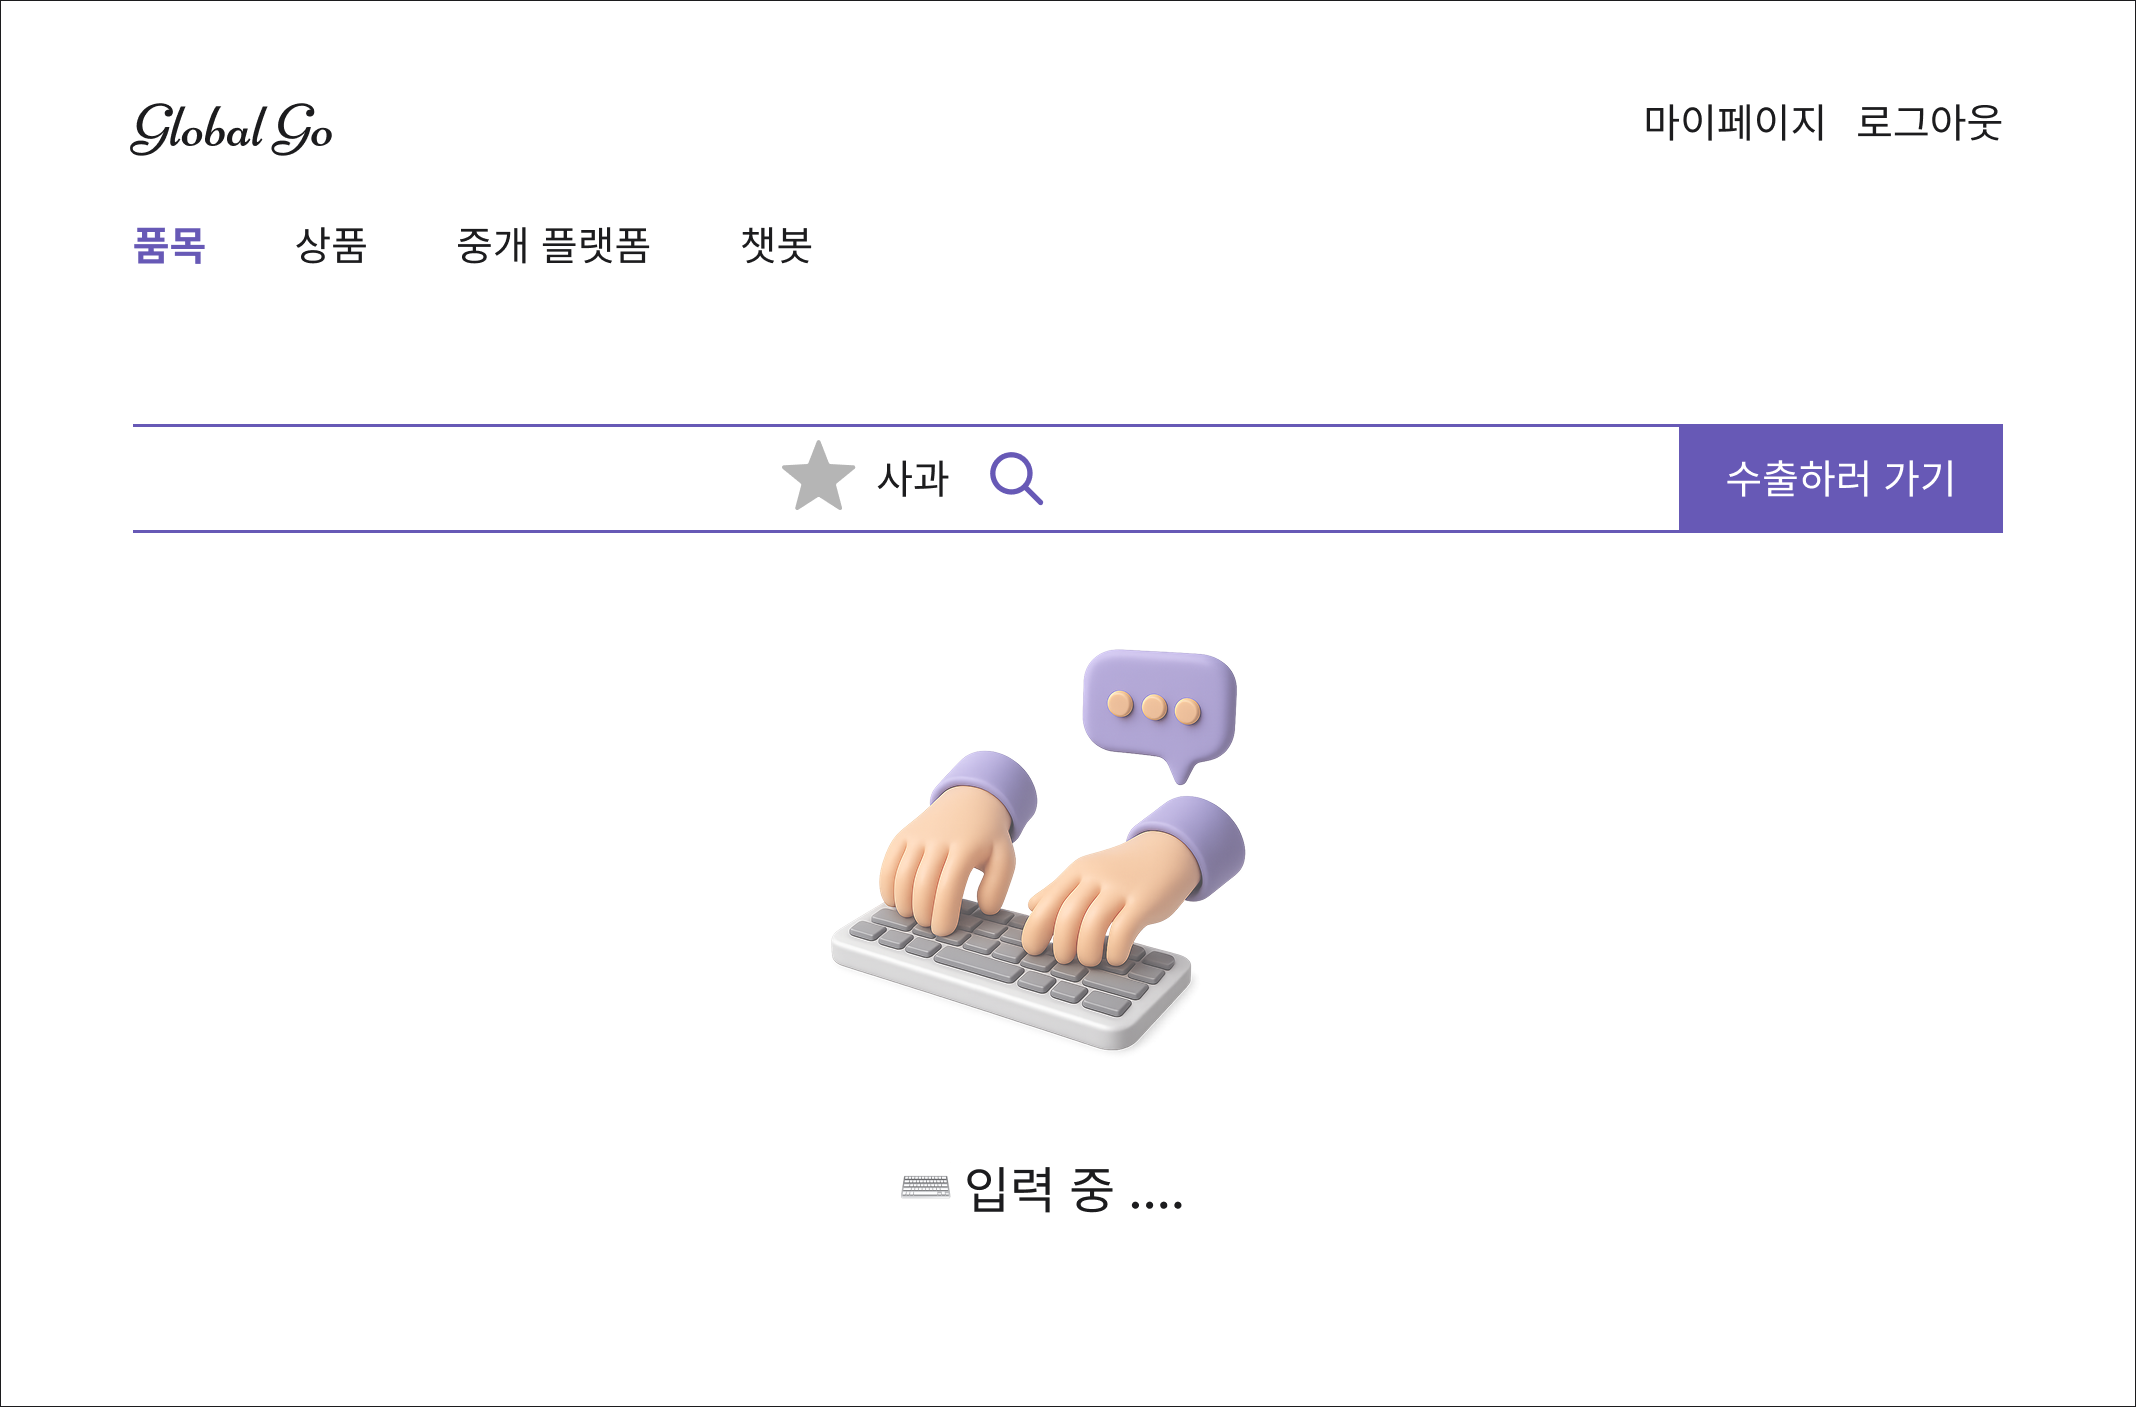 Global Go
마이페이지 로그아웃
품목 상품 중개 플랫폼 챗봇
사과
수출하러 가기
⌨️ 입력 중 ....